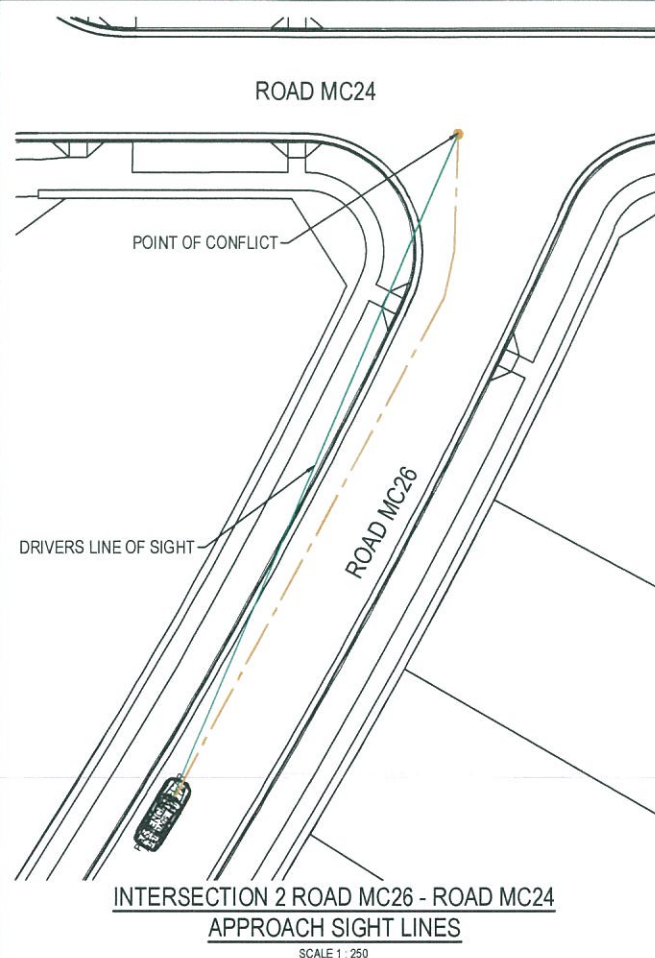 ROAD MC24
POINT OF CONFLICT
DRIVERS LINE OF SIGHT
ROAD MC26
INTERSECTION 2 ROAD MC26 - ROAD MC24
APPROACH SIGHT LINES
SCALE 1 : 250